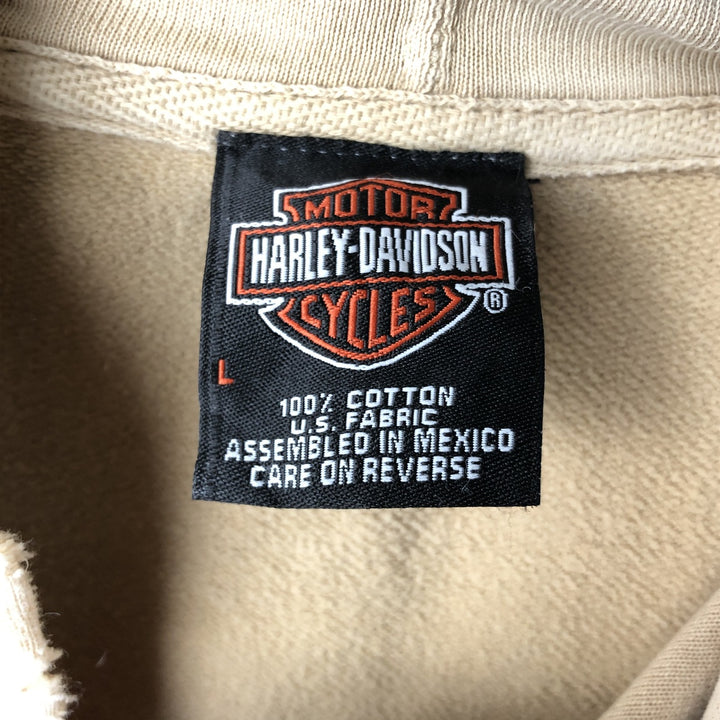 MOTOR
HARLEY-DAVIDSON
CYCLES
®
L
100% COTTON
U.S. FABRIC
ASSEMBLED IN MEXICO
CARE ON REVERSE